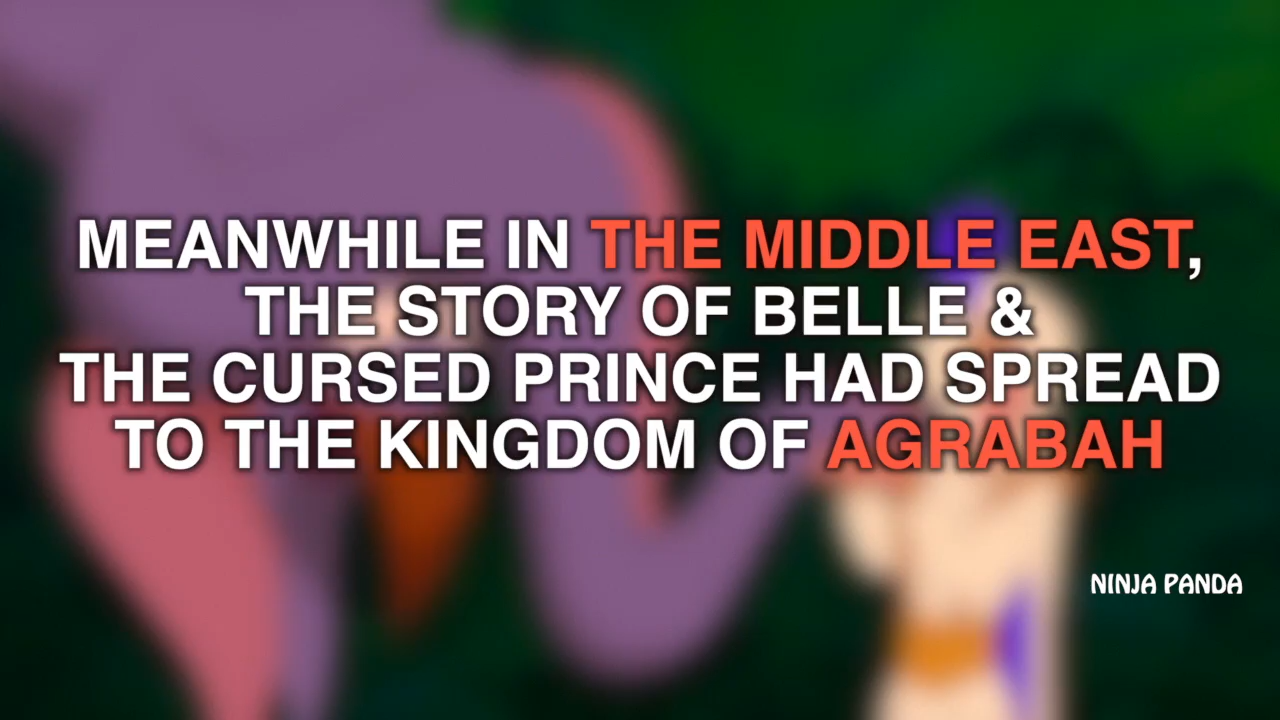 MEANWHILE IN THE MIDDLE EAST,
THE STORY OF BELLE &
THE CURSED PRINCE HAD SPREAD
TO THE KINGDOM OF AGRABAH
NINJA PANDA